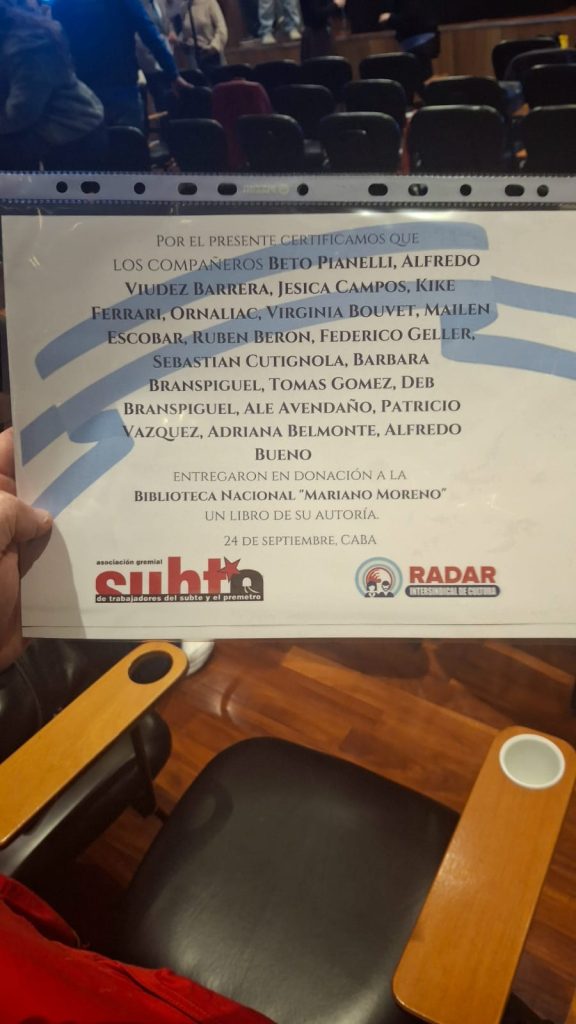 POR EL PRESENTE CERTIFICAMOS QUE
LOS COMPAÑEROS BETO PIANELLI, ALFREDO
VIUDEZ BARRERA, JESICA CAMPOS, KIKE
FERRARI, ORNALIAC, VIRGINIA BOUVET, MAILEN
ESCOBAR, RUBEN BERON, FEDERICO GELLER,
SEBASTIAN CUTIGNOLA, BARBARA
BRANSPIGUEL, TOMAS GOMEZ, DEB
BRANSPIGUEL, ALE AVENDAÑO, PATRICIO
VAZQUEZ, ADRIANA BELMONTE, ALFREDO
BUENO
ENTREGARON EN DONACIÓN A LA
BIBLIOTECA NACIONAL "MARIANO MORENO"
UN LIBRO DE SU AUTORÍA.
24 DE SEPTIEMBRE, CABA
asociación gremial
subte
de trabajadores del subte y el premetro
RADAR
INTERSINDICAL DE CULTURA